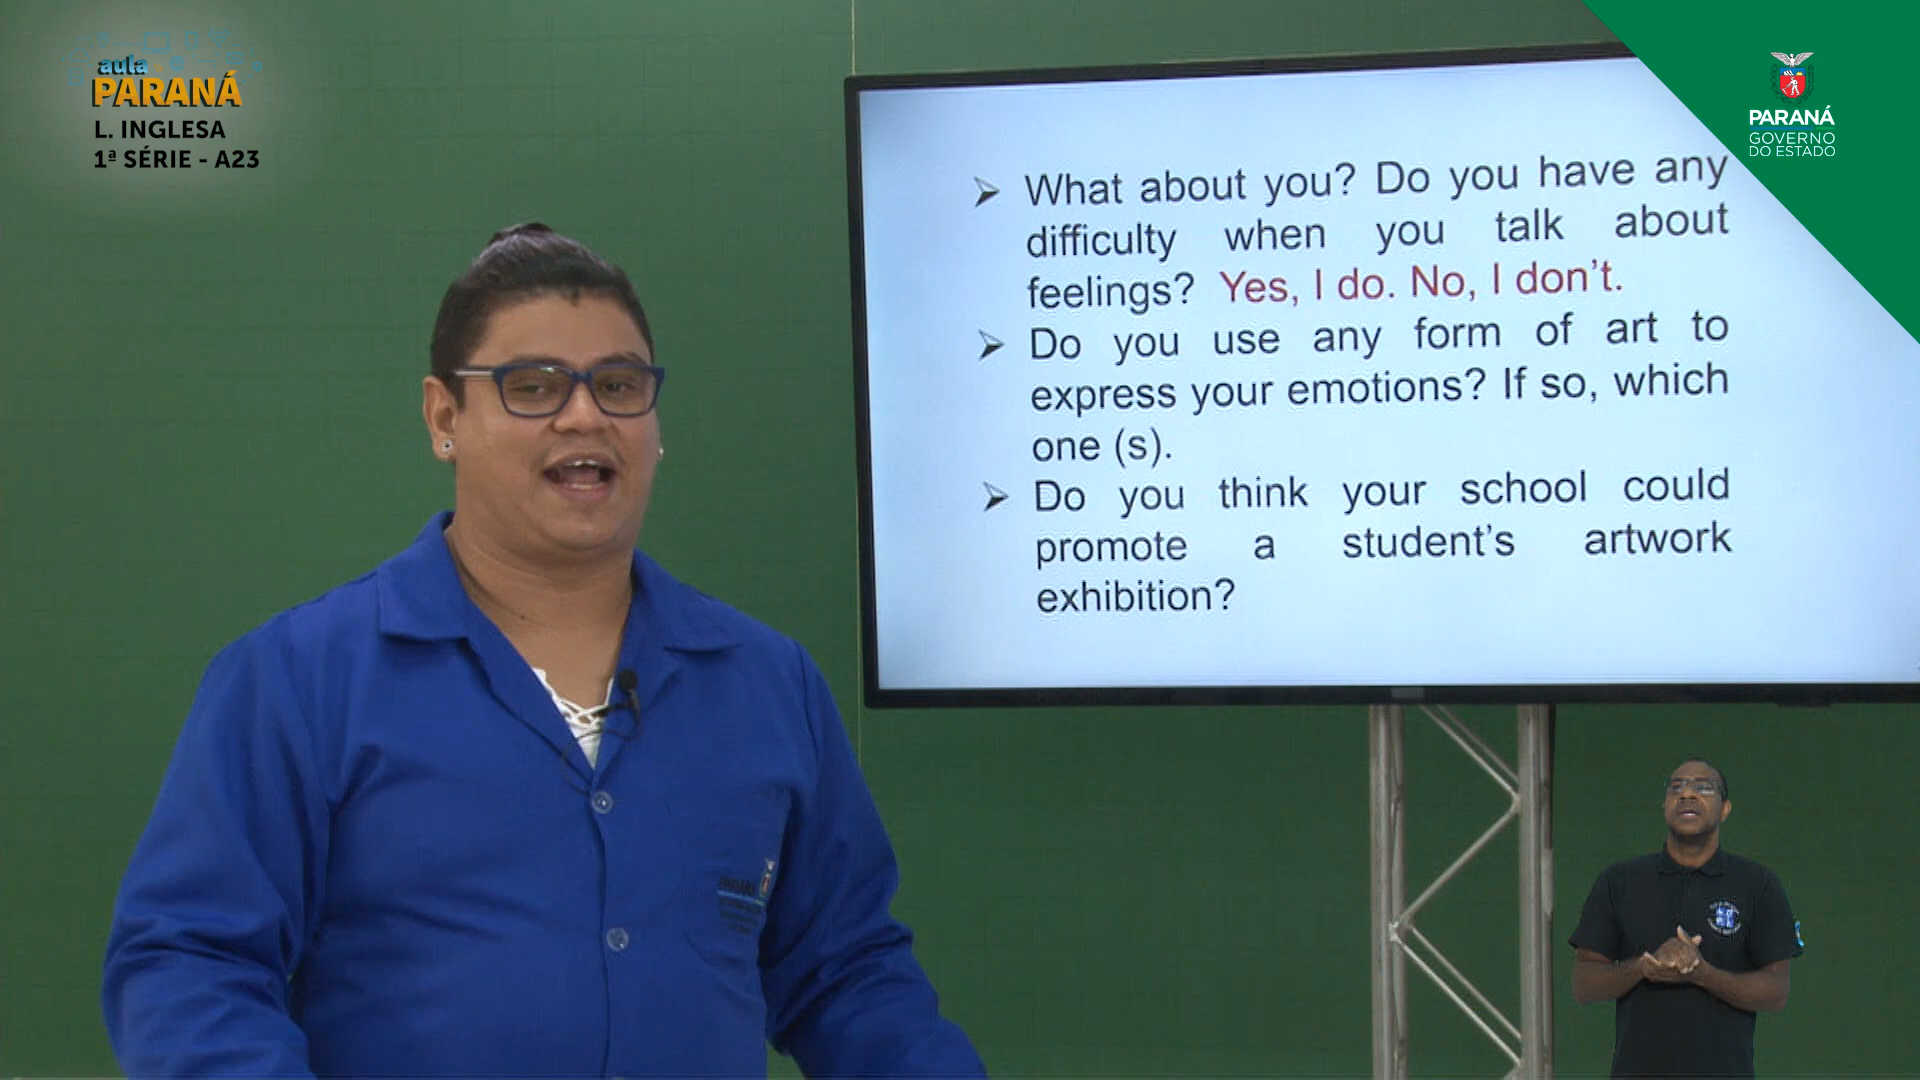 aula
PARANÁ
L. INGLESA
1ª SÉRIE - A23
What about you? Do you have any
difficulty when you talk about
feelings? Yes, I do. No, I don't.
Do you use any form of art to
express your emotions? If so, which
one (s).
Do you think your school could
promote a student's artwork
exhibition?
PARANÁ
GOVERNO
DO ESTADO
PARANÁ